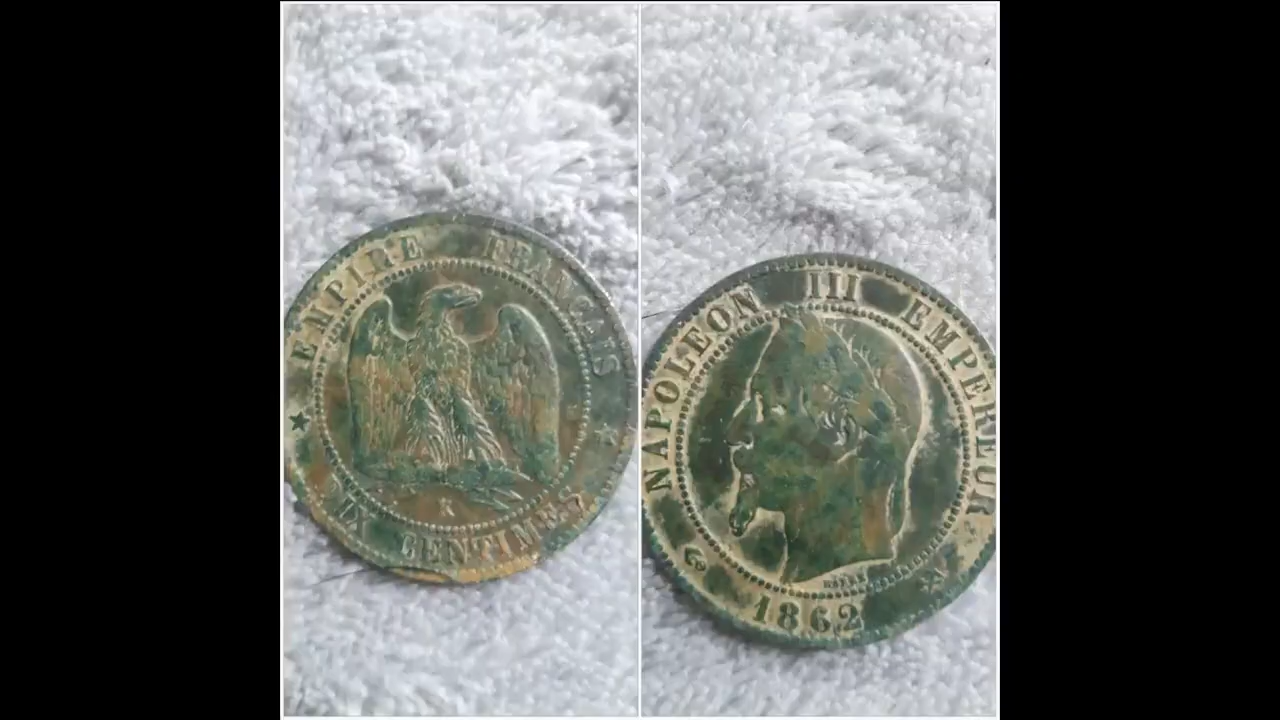 EMPIRE FRANÇAIS
K
DIX CENTIMES
NAPOLEON III EMPEREUR
1862